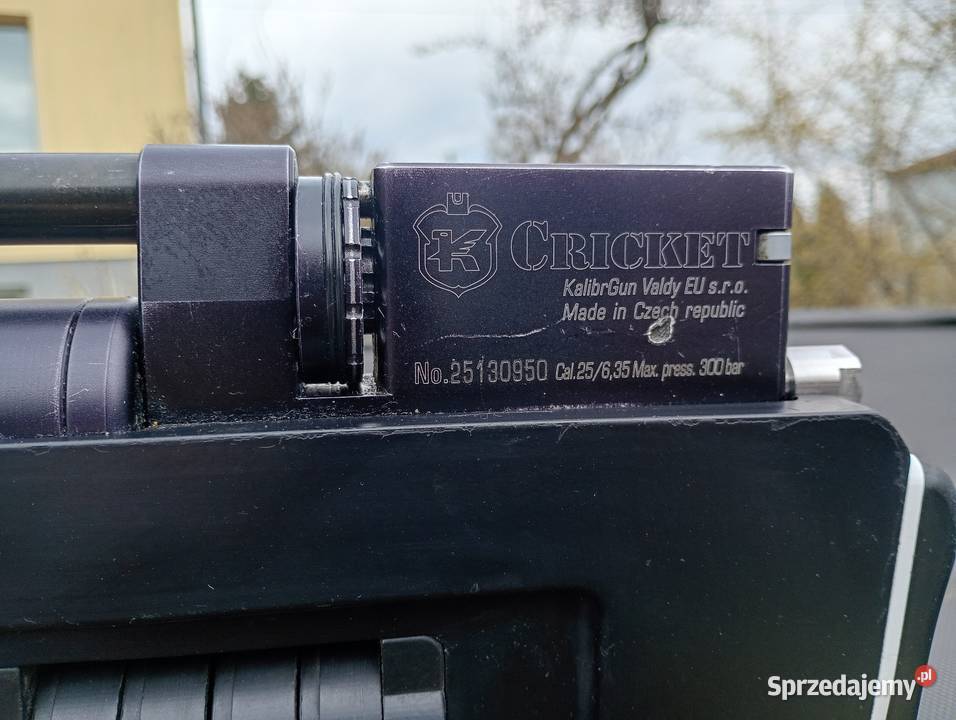 K
CRICKET
KalibrGun Valdy EU s.r.o.
Made in Czech republic
No.25130950 Cal.25/6,35 Max. press. 300 bar
Sprzedajemy.pl